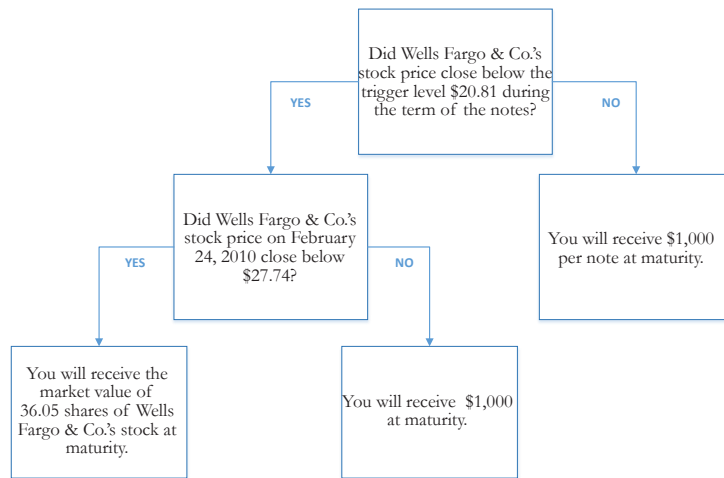 Did Wells Fargo & Co.'s
stock price close below the
trigger level $20.81 during
the term of the notes?
YES
NO
Did Wells Fargo & Co.'s
stock price on February
24, 2010 close below
$27.74?
You will receive $1,000
per note at maturity.
YES
NO
You will receive the
market value of
36.05 shares of Wells
Fargo & Co.'s stock at
maturity.
You will receive $1,000
at maturity.